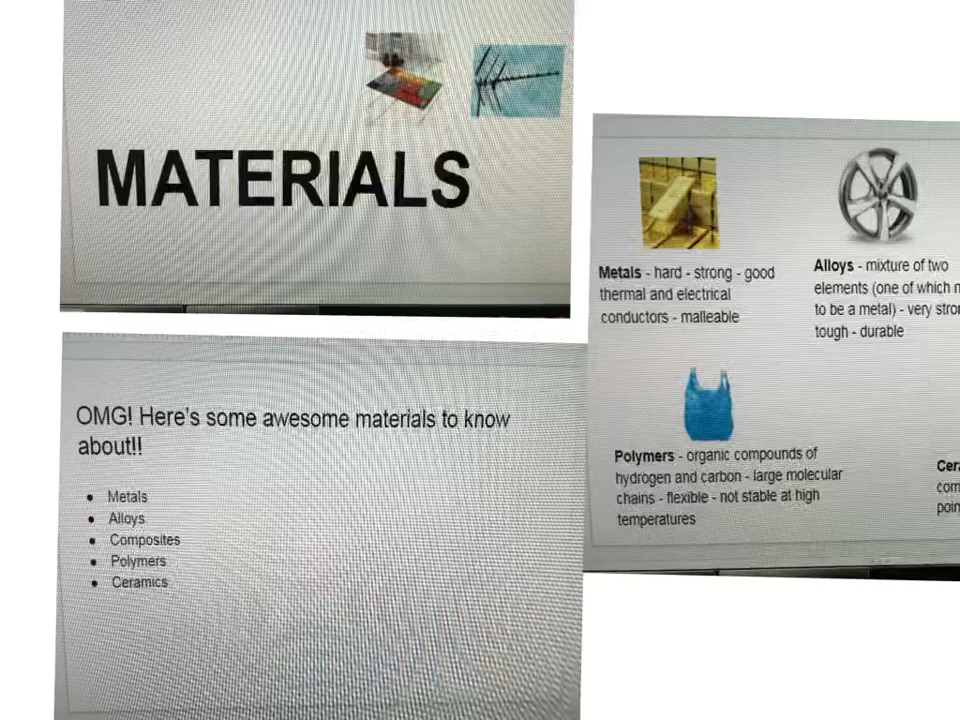 MATERIALS
OMG! Here's some awesome materials to know
about!!
• Metals
• Alloys
• Composites
• Polymers
• Ceramics
Metals - hard - strong - good
thermal and electrical
conductors - malleable
Alloys - mixture of two
elements (one of which
to be a metal) - very
tough - durable
Polymers - organic compounds of
hydrogen and carbon - large molecular
chains - flexible - not stable at high
temperatures